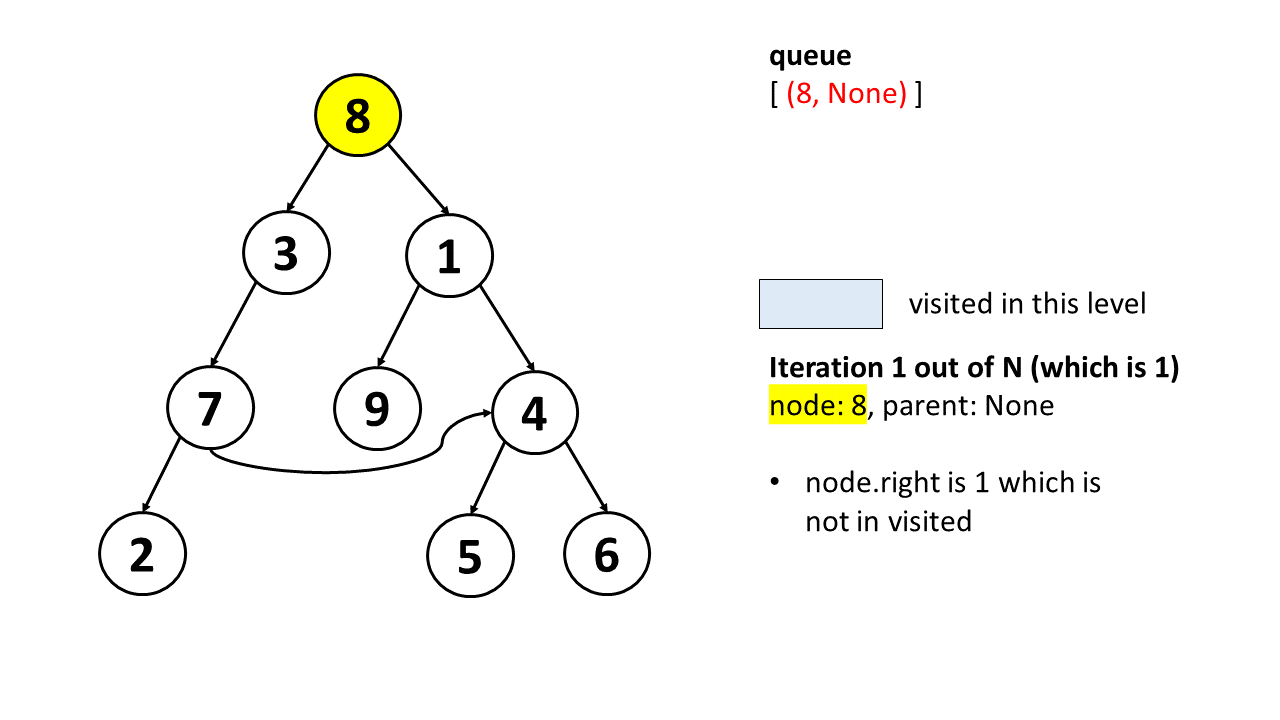 queue
[ (8, None) ]
8
3
1
visited in this level
Iteration 1 out of N (which is 1)
node: 8, parent: None
7
9
4
• node.right is 1 which is
not in visited
2
5
6